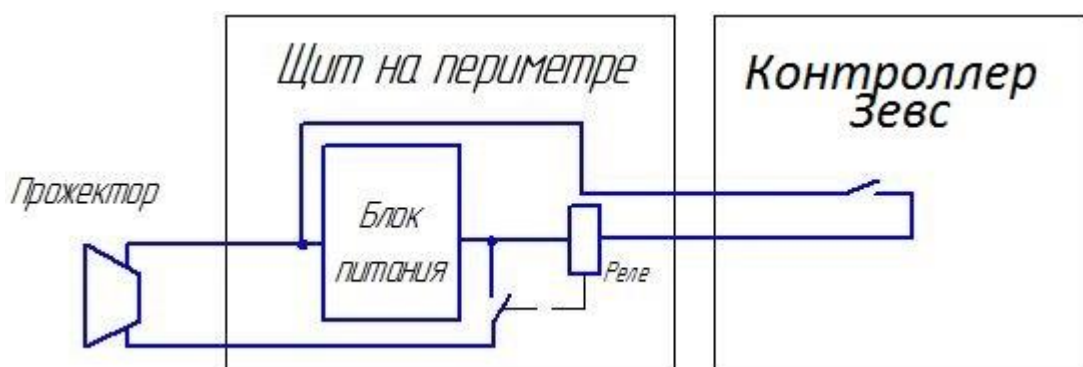 Щит на периметре
Контроллер
Зевс
Прожектор
Блок
питания
Реле